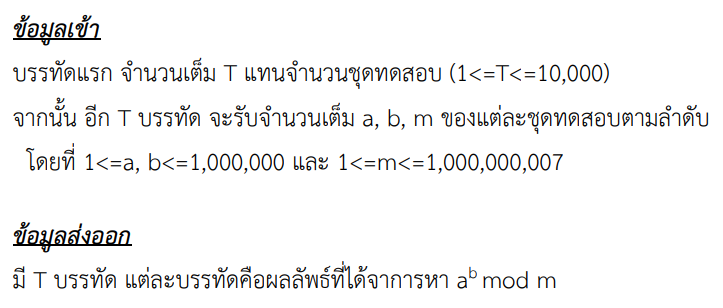 ข้อมูลเข้า
บรรทัดแรก จำนวนเต็ม T แทนจำนวนชุดทดสอบ (1<=T<=10,000)
จากนั้น อีก T บรรทัด จะรับจำนวนเต็ม a, b, m ของแต่ละชุดทดสอบตามลำดับ
โดยที่ 1<=a, b<=1,000,000 และ 1<=m<=1,000,000,007
ข้อมูลส่งออก
มี T บรรทัด แต่ละบรรทัดคือผลลัพธ์ที่ได้จาการหา aᵇ mod m